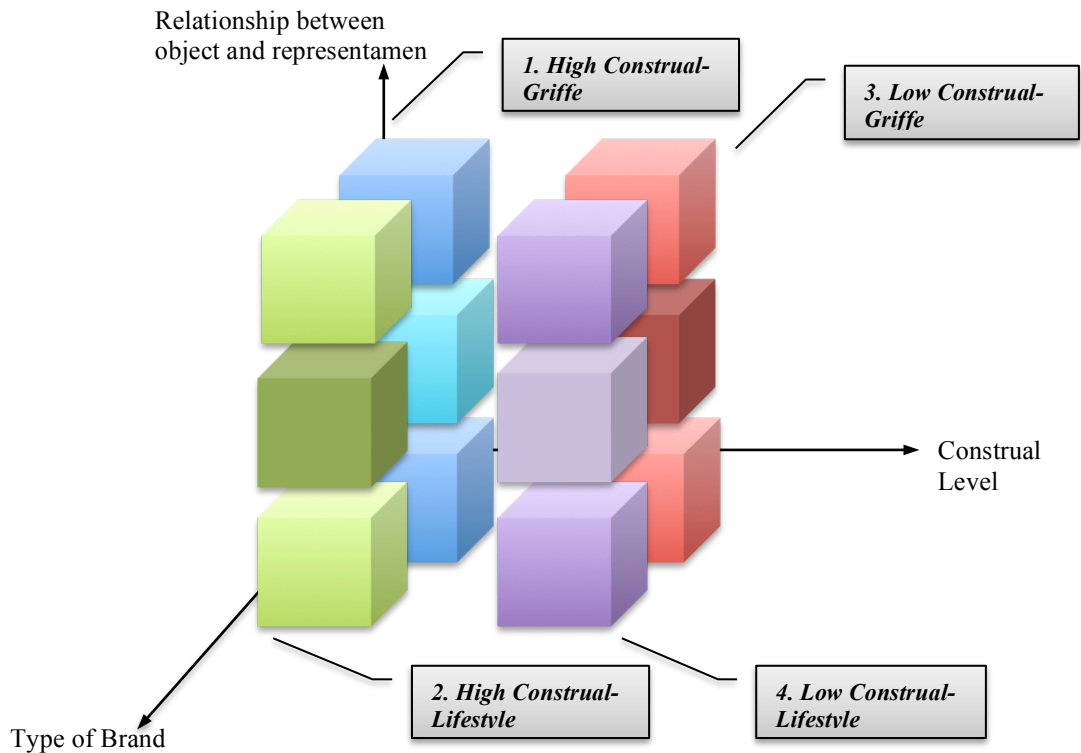 Relationship between
object and representamen
1. High Construal-
Griffe
3. Low Construal-
Griffe
Construal
Level
2. High Construal-
Lifestyle
4. Low Construal-
Lifestyle
Type of Brand